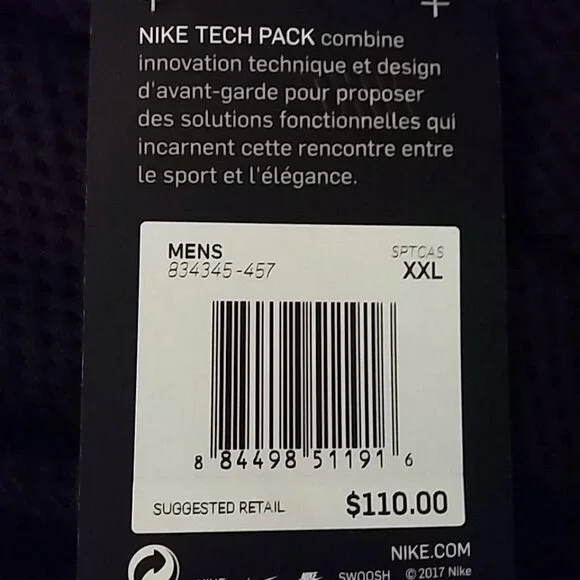 NIKE TECH PACK combine
innovation technique et design
d'avant-garde pour proposer
des solutions fonctionnelles qui
incarnent cette rencontre entre
le sport et l'élégance.
MENS SPTCAS
834345-457 XXL
8 84498 51191 6
SUGGESTED RETAIL $110.00
NIKE.COM
SWOOSH © 2017 Nike